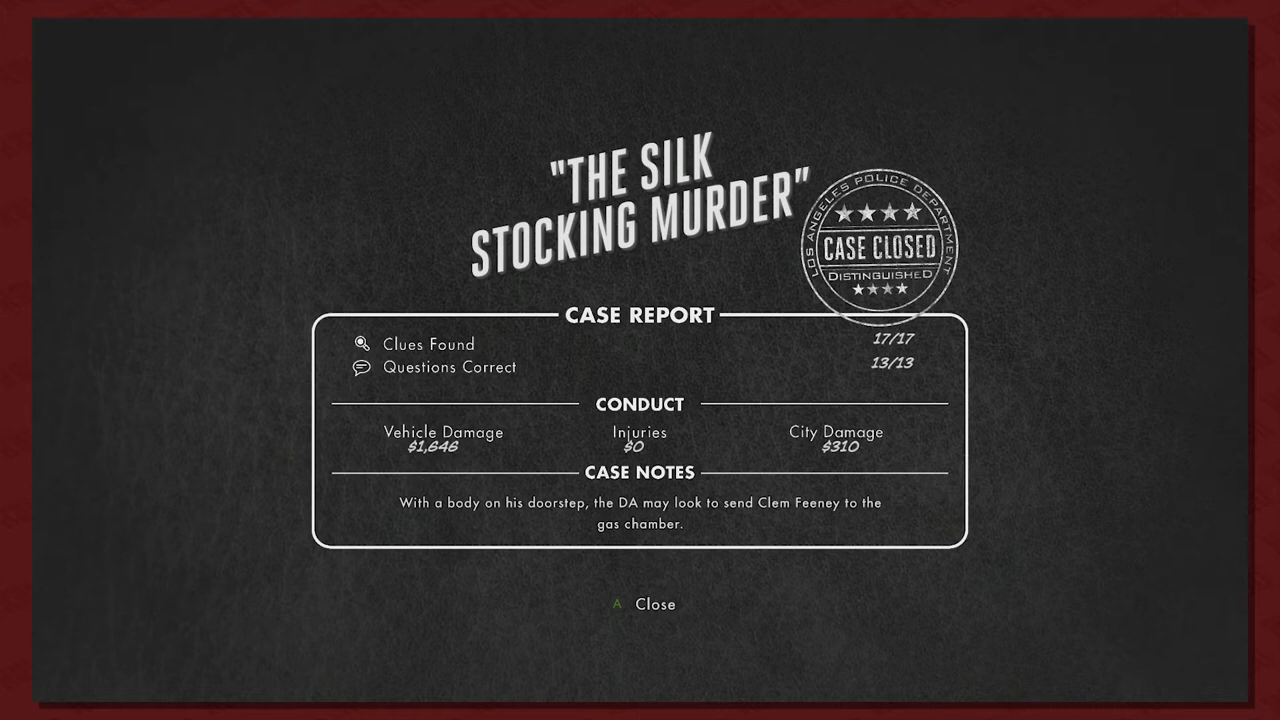 "THE SILK
STOCKING MURDER"
LOS ANGELES POLICE DEPARTMENT
CASE CLOSED
DISTINGUISHED
CASE REPORT
Clues Found 17/17
Questions Correct 13/13
CONDUCT
Vehicle Damage Injuries City Damage
$1,646 $0 $310
CASE NOTES
With a body on his doorstep, the DA may look to send Clem Feeney to the
gas chamber.
A Close